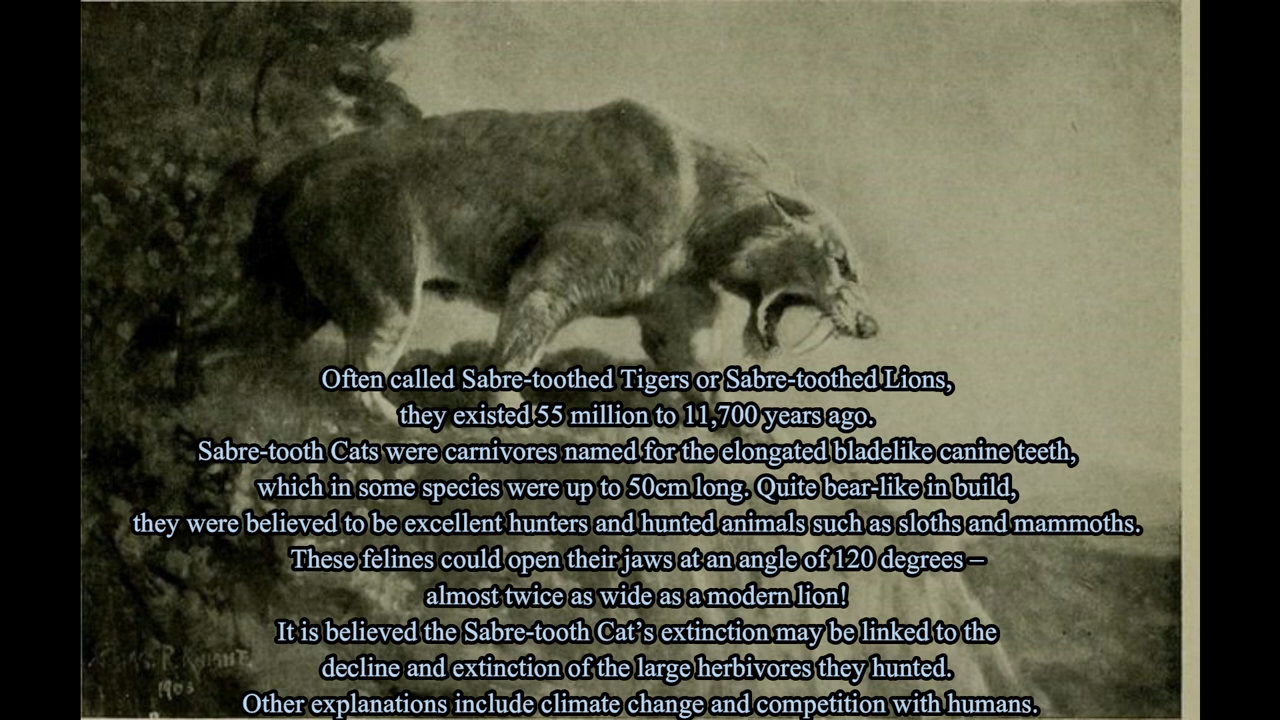 Often called Sabre-toothed Tigers or Sabre-toothed Lions,
they existed 55 million to 11,700 years ago.
Sabre-tooth Cats were carnivores named for the elongated bladelike canine teeth,
which in some species were up to 50cm long. Quite bear-like in build,
they were believed to be excellent hunters and hunted animals such as sloths and mammoths.
These felines could open their jaws at an angle of 120 degrees –
almost twice as wide as a modern lion!
It is believed the Sabre-tooth Cat’s extinction may be linked to the
decline and extinction of the large herbivores they hunted.
Other explanations include climate change and competition with humans.
R. KNIGHT
1903